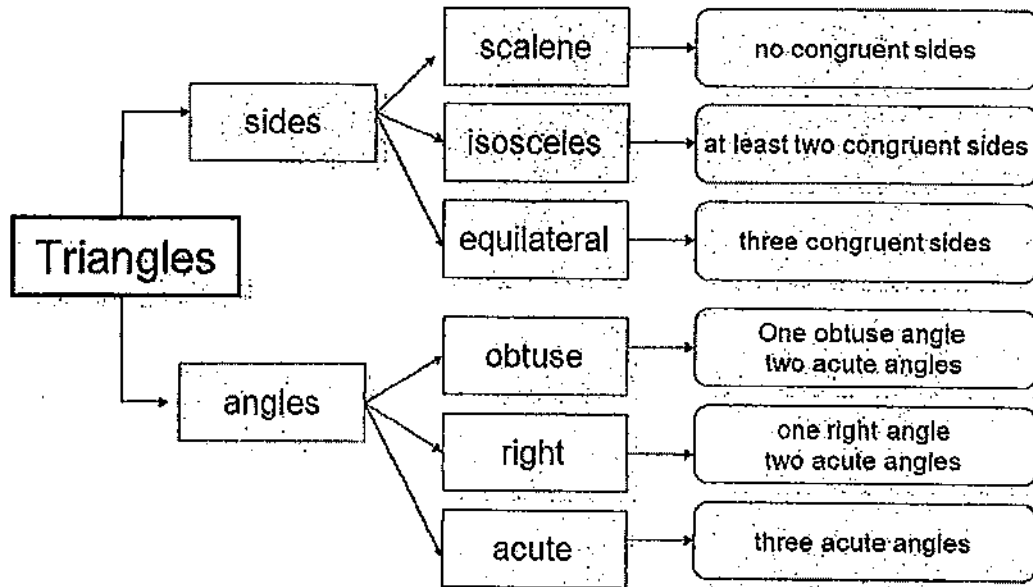 Triangles
sides
scalene
no congruent sides
isosceles
at least two congruent sides
equilateral
three congruent sides
angles
obtuse
One obtuse angle
two acute angles
right
one right angle
two acute angles
acute
three acute angles